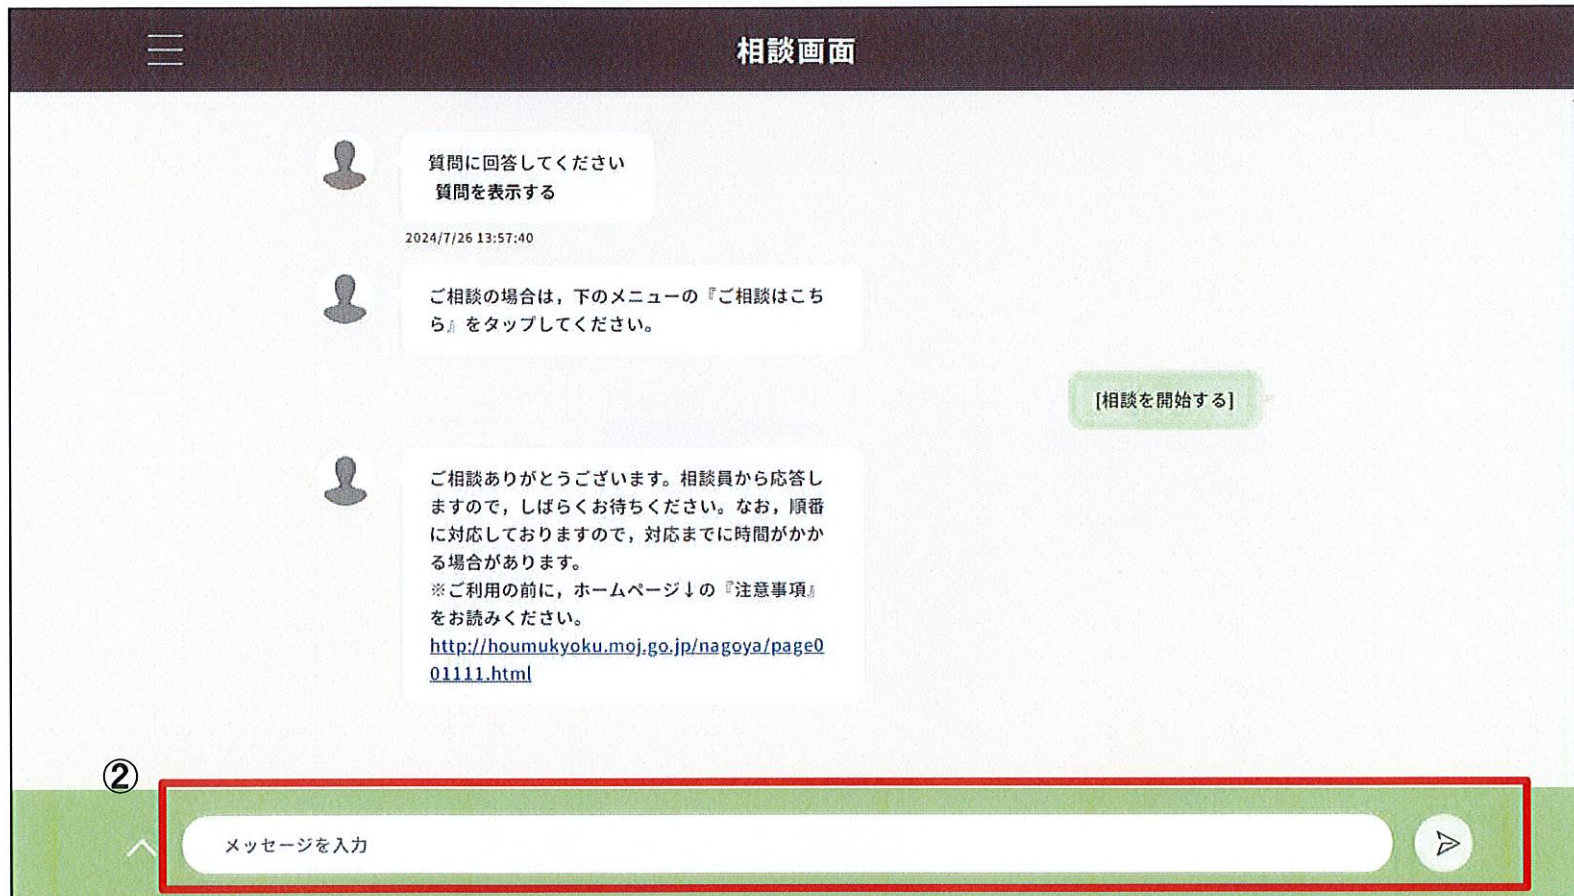 相談画面
質問に回答してください
質問を表示する
2024/7/26 13:57:40
ご相談の場合は，下のメニューの『ご相談はこち
ら』をタップしてください。
[相談を開始する]
ご相談ありがとうございます。相談員から応答し
ますので，しばらくお待ちください。なお，順番
に対応しておりますので，対応までに時間がかか
る場合があります。
※ご利用の前に，ホームページ↓の『注意事項』
をお読みください。
http://houmukyoku.moj.go.jp/nagoya/page0
01111.html
②
メッセージを入力